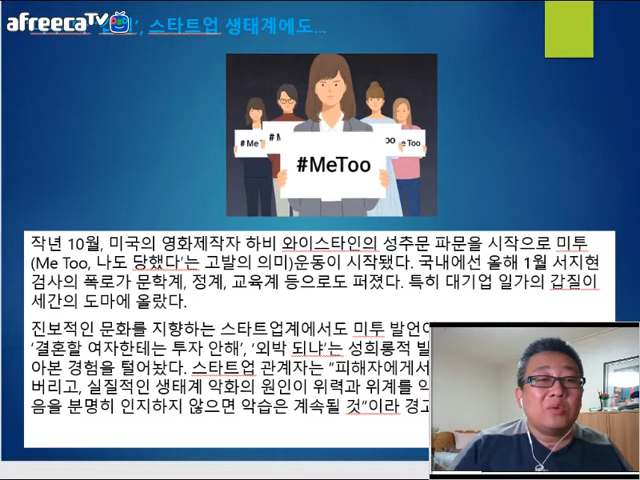 afreecaTV
스타트업 생태계에도...
#MeToo
# Me
# M
oo
e Too
작년 10월, 미국의 영화제작자 하비 와이스타인의 성추문 파문을 시작으로 미투
(Me Too, 나도 당했다'는 고발의 의미)운동이 시작됐다. 국내에선 올해 1월 서지현
검사의 폭로가 문학계, 정계, 교육계 등으로도 퍼졌다. 특히 대기업 일가의 갑질이
세간의 도마에 올랐다.
진보적인 문화를 지향하는 스타트업계에서도 미투 발언이
'결혼할 여자한테는 투자 안해', '외박 되냐'는 성희롱적 발
아본 경험을 털어놨다. 스타트업 관계자는 "피해자에게서
버리고, 실질적인 생태계 악화의 원인이 위력과 위계를 악
음을 분명히 인지하지 않으면 악습은 계속될 것"이라 경고